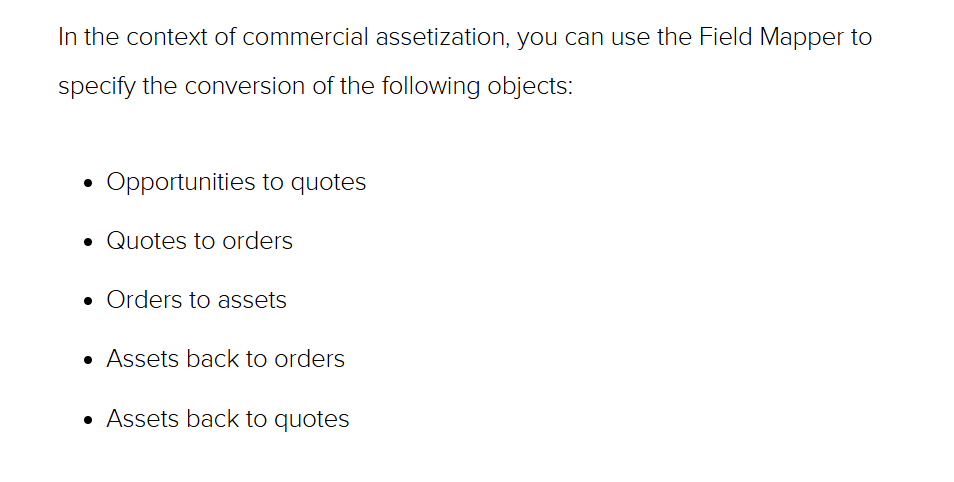 In the context of commercial assetization, you can use the Field Mapper to
specify the conversion of the following objects:
• Opportunities to quotes
• Quotes to orders
• Orders to assets
• Assets back to orders
• Assets back to quotes